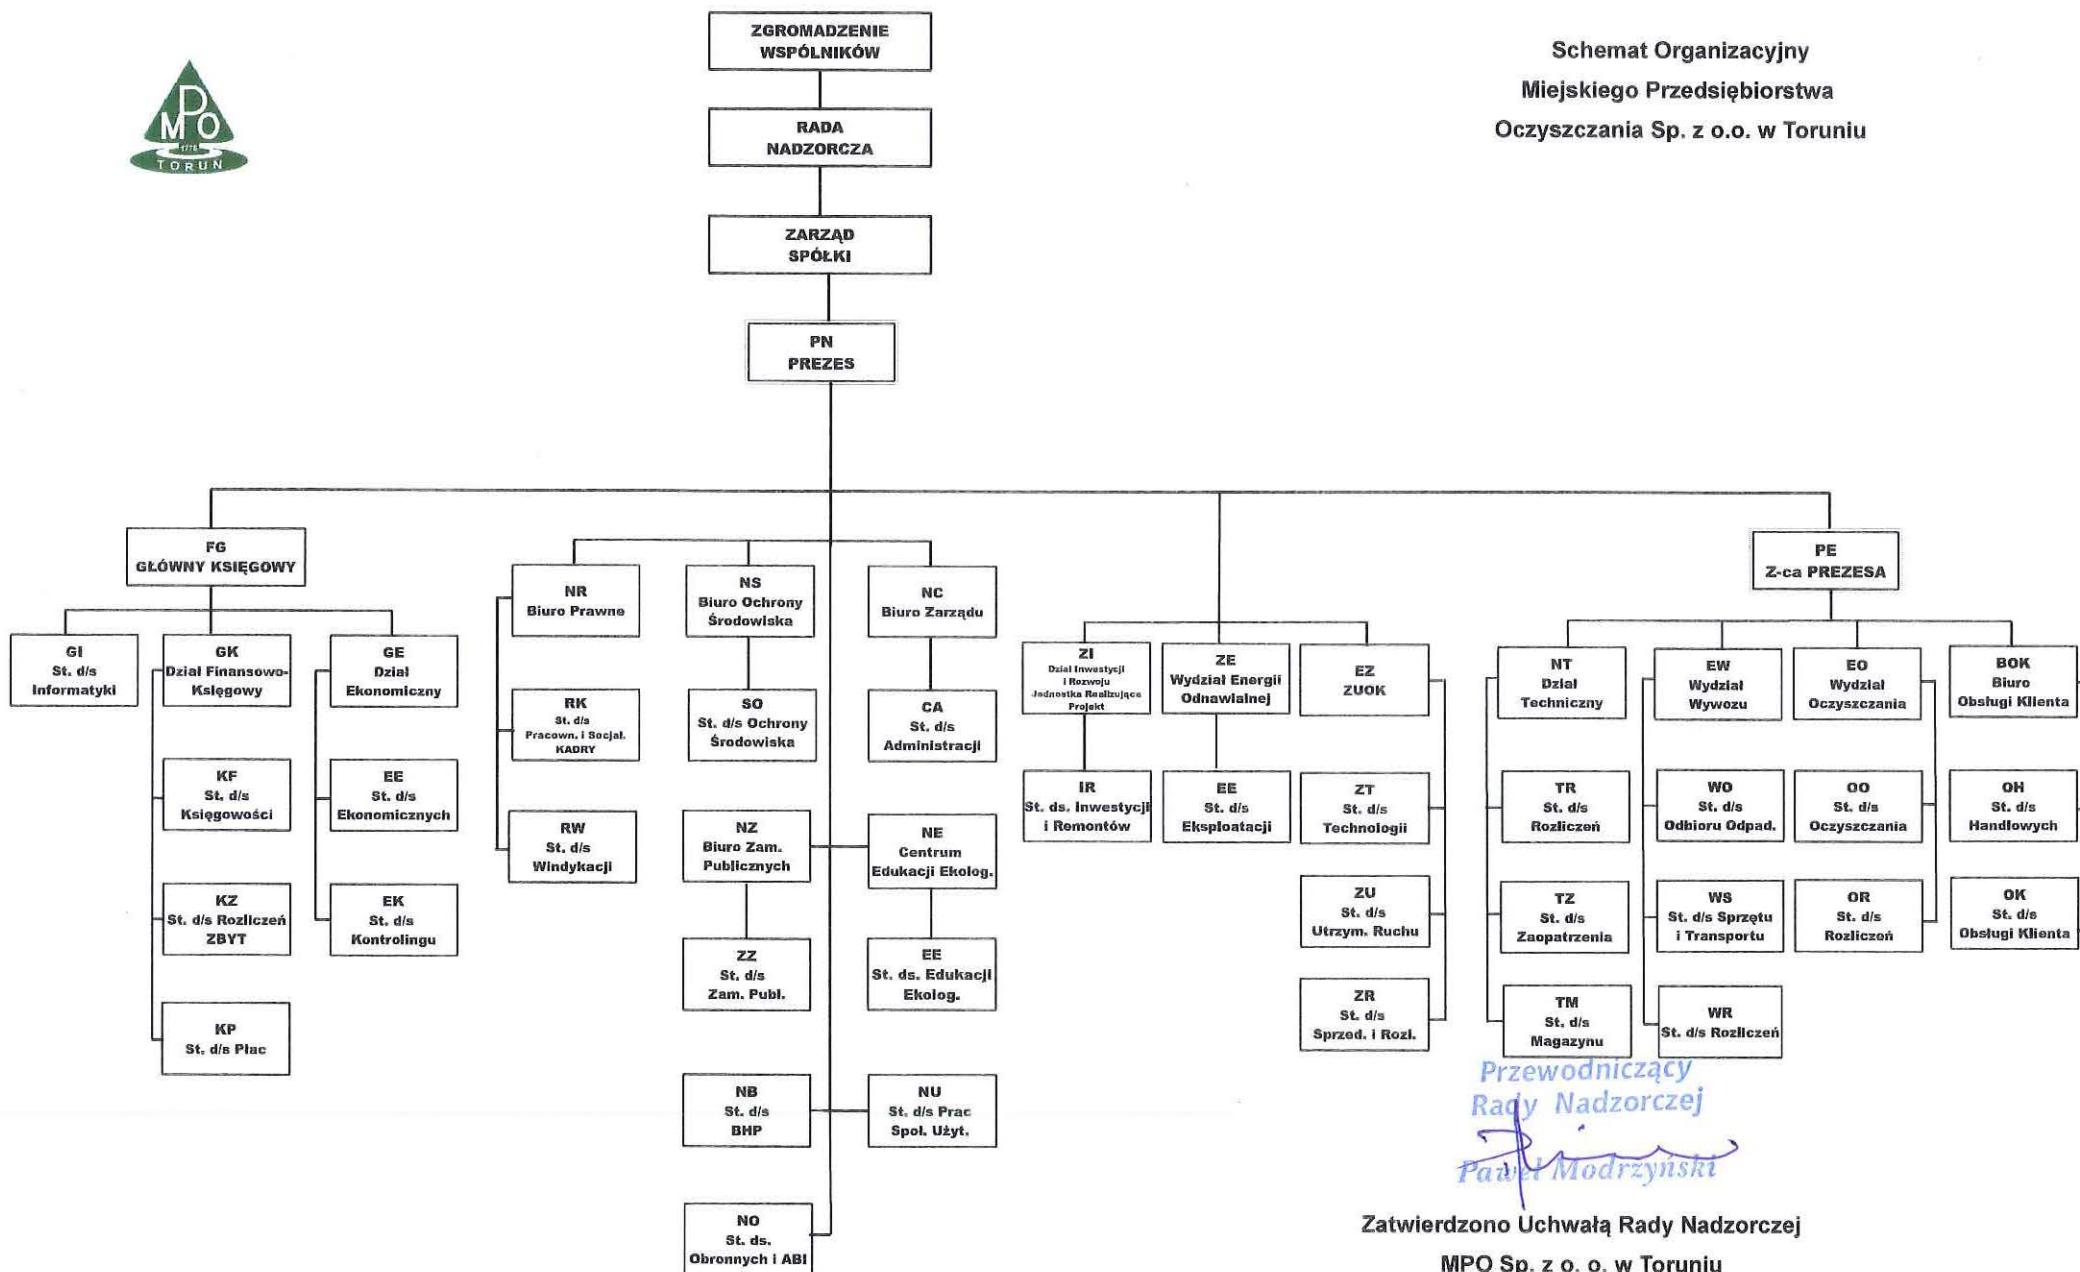 ZGROMADZENIE
WSPÓLNIKÓW
Schemat Organizacyjny
Miejskiego Przedsiębiorstwa
Oczyszczania Sp. z o.o. w Toruniu
MPO
1778
TORUŃ
RADA
NADZORCZA
ZARZĄD
SPÓŁKI
PN
PREZES
FG
GŁÓWNY KSIĘGOWY
PE
Z-ca PREZESA
GI
St. d/s
Informatyki
GK
Dział Finansowo-
Księgowy
GE
Dział
Ekonomiczny
KF
St. d/s
Księgowości
EE
St. d/s
Ekonomicznych
KZ
St. d/s Rozliczeń
ZBYT
EK
St. d/s
Kontrolingu
KP
St. d/s Płac
NR
Biuro Prawne
NS
Biuro Ochrony
Środowiska
NC
Biuro Zarządu
RK
St. d/s
Pracown. i Socjal.
KADRY
SO
St. d/s Ochrony
Środowiska
CA
St. d/s
Administracji
RW
St. d/s
Windykacji
NZ
Biuro Zam.
Publicznych
NE
Centrum
Edukacji Ekolog.
ZZ
St. d/s
Zam. Publ.
EE
St. ds. Edukacji
Ekolog.
NB
St. d/s
BHP
NU
St. d/s Prac
Społ. Użyt.
NO
St. ds.
Obronnych i ABI
ZI
Dział Inwestycji
i Rozwoju
Jednostka Realizująca
Projekt
ZE
Wydział Energii
Odnawialnej
EZ
ZUOK
IR
St. ds. Inwestycji
i Remontów
EE
St. d/s
Eksploatacji
ZT
St. d/s
Technologii
ZU
St. d/s
Utrzym. Ruchu
ZR
St. d/s
Sprzed. i Rozl.
NT
Dział
Techniczny
EW
Wydział
Wywozu
EO
Wydział
Oczyszczania
BOK
Biuro
Obsługi Klienta
TR
St. d/s
Rozliczeń
WO
St. d/s
Odbioru Odpad.
OO
St. d/s
Oczyszczania
OH
St. d/s
Handlowych
TZ
St. d/s
Zaopatrzenia
WS
St. d/s Sprzętu
i Transportu
OR
St. d/s
Rozliczeń
OK
St. d/s
Obsługi Klienta
TM
St. d/s
Magazynu
WR
St. d/s Rozliczeń
Przewodniczący
Rady Nadzorczej
Paweł Modrzyński
Zatwierdzono Uchwałą Rady Nadzorczej
MPO Sp. z o. o. w Toruniu